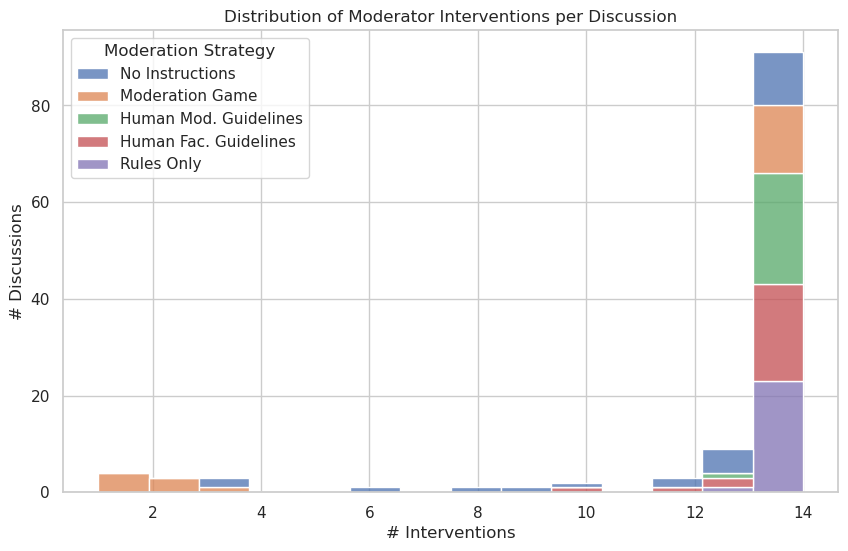 Distribution of Moderator Interventions per Discussion
Moderation Strategy
No Instructions
Moderation Game
Human Mod. Guidelines
Human Fac. Guidelines
Rules Only
# Discussions
80
60
40
20
0
2 4 6 8 10 12 14
# Interventions